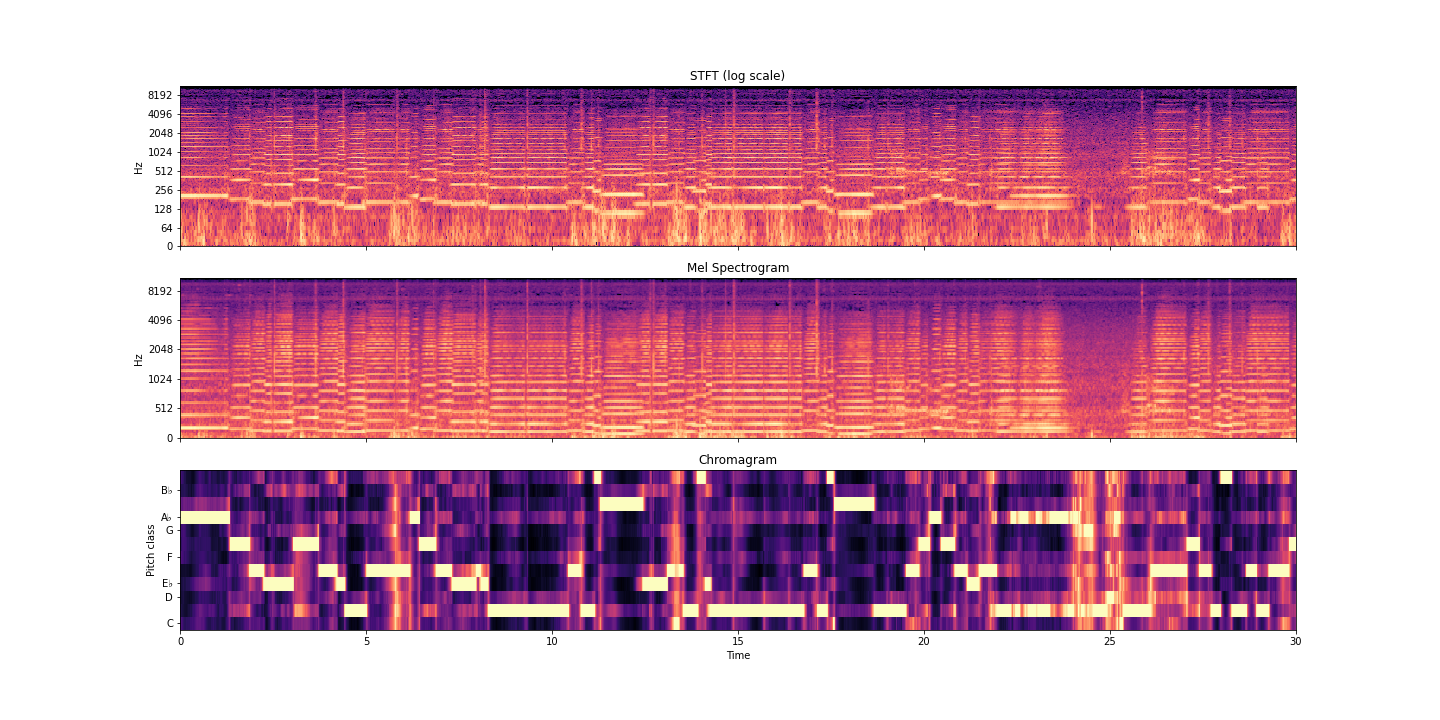 STFT (log scale)
8192
4096
2048
1024
512
256
128
64
0
Hz
Mel Spectrogram
8192
4096
2048
1024
512
0
Hz
Chromagram
B♭
A♭
G
F
E♭
D
C
Pitch class
0 5 10 15 20 25 30
Time